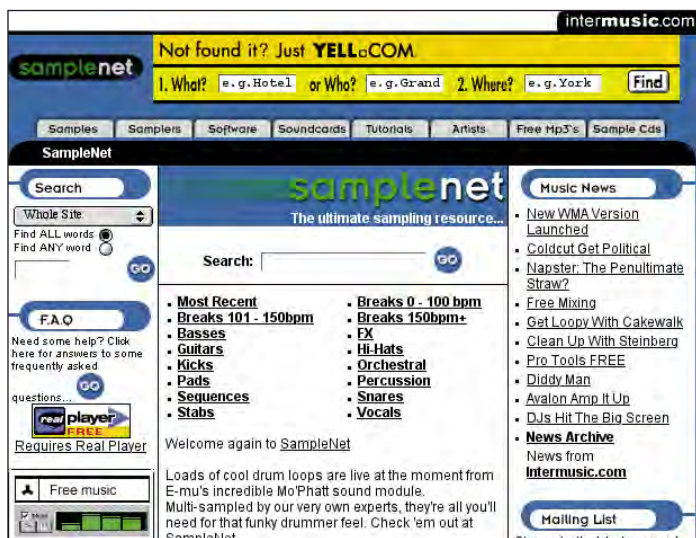 intermusic.com
samplenet
Not found it? Just YELL.COM
1. What? e.g.Hotel or Who? e.g.Grand 2. Where? e.g.York Find
Samples Samplers Software Soundcards Tutorials Artists Free Mp3's Sample Cds
SampleNet
Search
Whole Site
Find ALL words
Find ANY word
GO
F.A.Q
Need some help? Click
here for answers to some
frequently asked
GO
questions...
real player
FREE
Requires Real Player
Free music
samplenet
The ultimate sampling resource...
Search: GO
Most Recent
Breaks 101 - 150bpm
Basses
Guitars
Kicks
Pads
Sequences
Stabs
Breaks 0 - 100 bpm
Breaks 150bpm+
FX
Hi-Hats
Orchestral
Percussion
Snares
Vocals
Welcome again to SampleNet
Loads of cool drum loops are live at the moment from
E-mu's incredible Mo'Phatt sound module.
Multi-sampled by our very own experts, they're all you'll
need for that funky drummer feel. Check 'em out at
SampleNet
Music News
New WMA Version
Launched
Coldcut Get Political
Napster: The Penultimate
Straw?
Free Mixing
Get Loopy With Cakewalk
Clean Up With Steinberg
Pro Tools FREE
Diddy Man
Avalon Amp It Up
DJs Hit The Big Screen
News Archive
News from
Intermusic.com
Mailing List